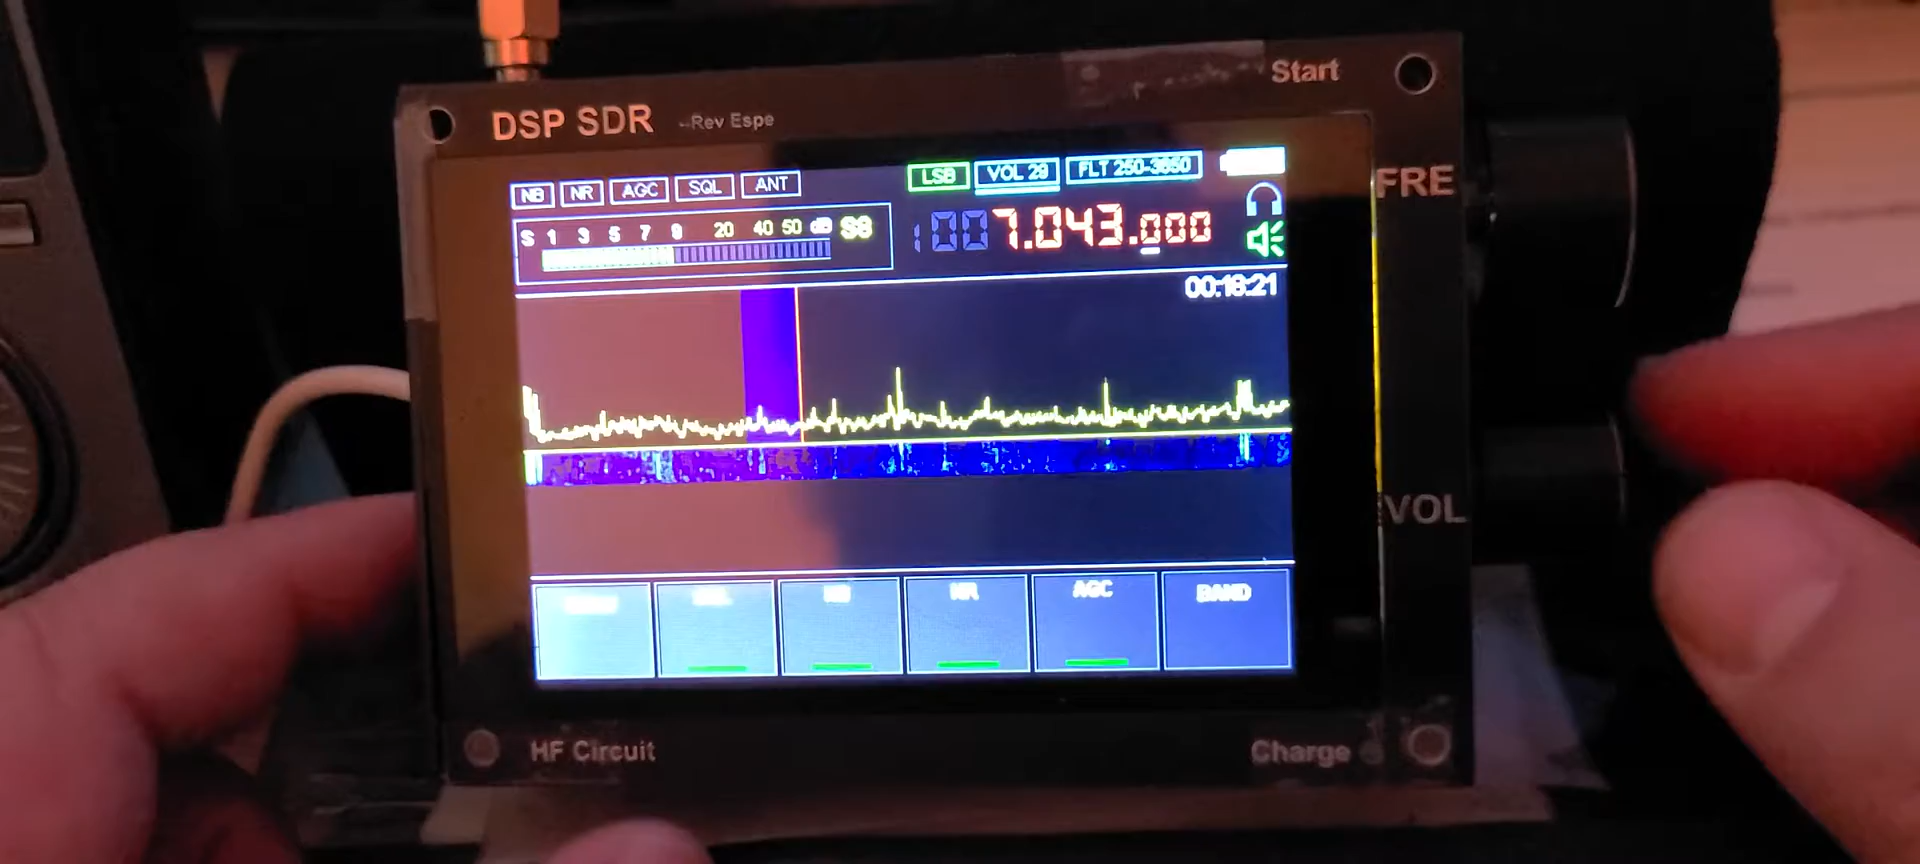 Start
DSP SDR --Rev Espe
NB NR AGC SQL ANT LSB VOL 29 FLT 250-3650
FRE
S 1 3 5 7 9 20 40 50 dB S8
7.043.000
00:18:21
VOL
NR AGC BAND
HF Circuit Charge